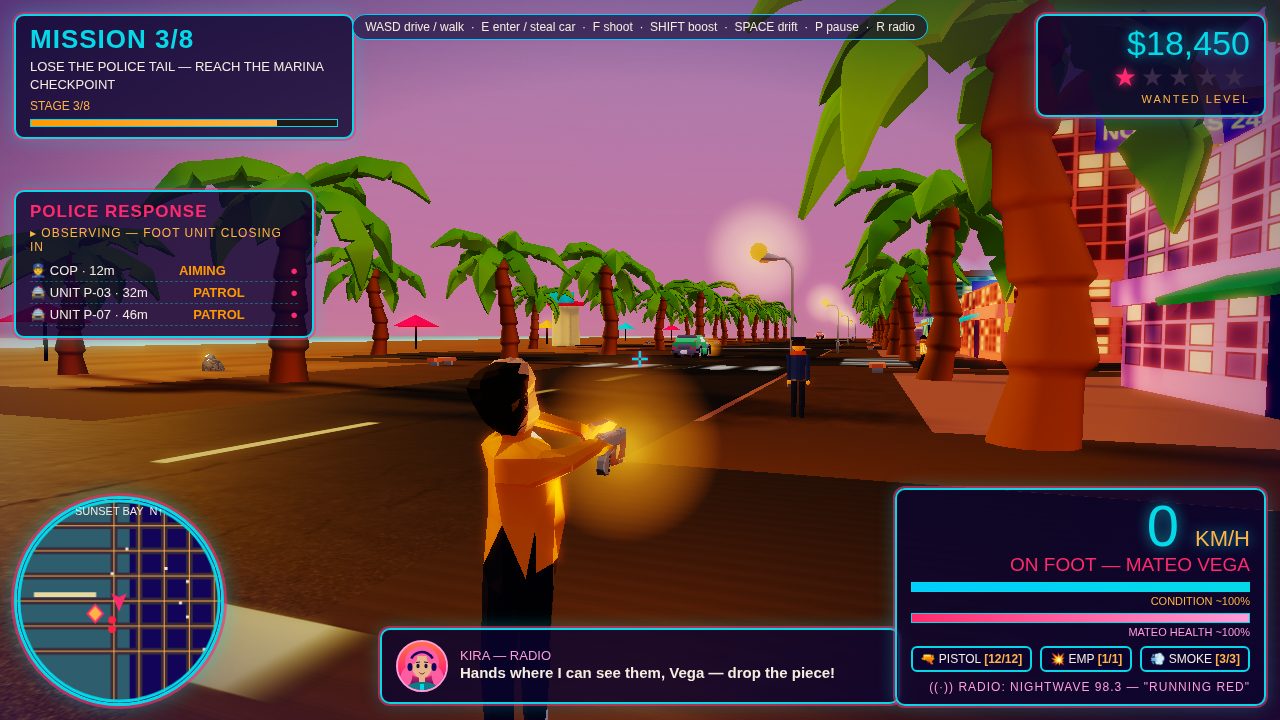 MISSION 3/8
LOSE THE POLICE TAIL — REACH THE MARINA
CHECKPOINT
STAGE 3/8
WASD drive / walk · E enter / steal car · F shoot · SHIFT boost · SPACE drift · P pause · R radio
$18,450
WANTED LEVEL
POLICE RESPONSE
▸ OBSERVING — FOOT UNIT CLOSING
IN
COP · 12m AIMING
UNIT P-03 · 32m PATROL
UNIT P-07 · 46m PATROL
24
SUNSET BAY
0 KM/H
ON FOOT — MATEO VEGA
CONDITION ~100%
MATEO HEALTH ~100%
PISTOL [12/12] EMP [1/1] SMOKE [3/3]
((·)) RADIO: NIGHTWAVE 98.3 — "RUNNING RED"
KIRA — RADIO
Hands where I can see them, Vega — drop the piece!